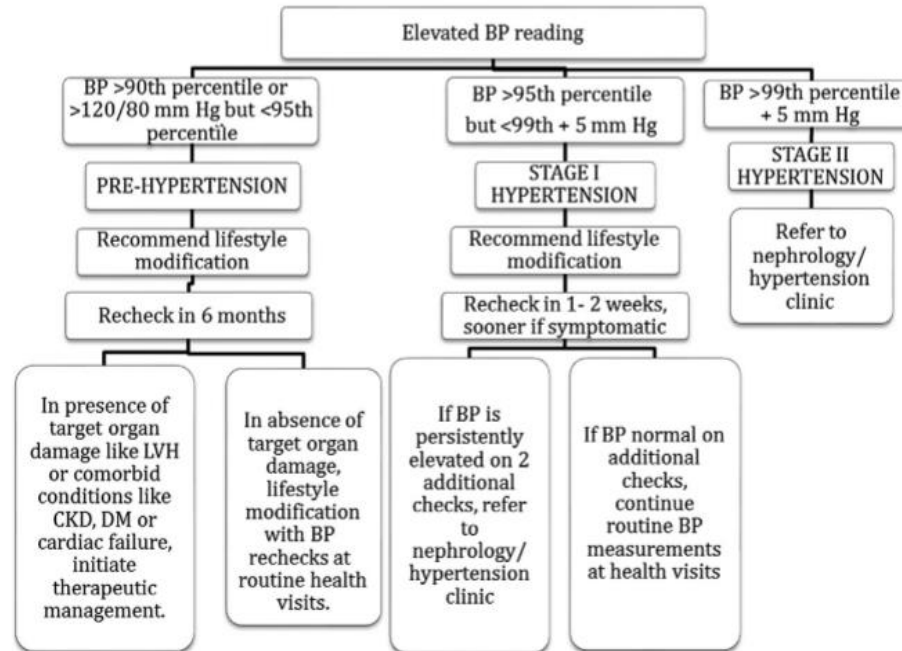 Elevated BP reading
BP >90th percentile or
>120/80 mm Hg but <95th
percentile
BP >95th percentile
but <99th + 5 mm Hg
BP >99th percentile
+ 5 mm Hg
PRE-HYPERTENSION
STAGE I
HYPERTENSION
STAGE II
HYPERTENSION
Recommend lifestyle
modification
Recommend lifestyle
modification
Refer to
nephrology/
hypertension
clinic
Recheck in 6 months
Recheck in 1- 2 weeks,
sooner if symptomatic
In presence of
target organ
damage like LVH
or comorbid
conditions like
CKD, DM or
cardiac failure,
initiate
therapeutic
management.
In absence of
target organ
damage,
lifestyle
modification
with BP
rechecks at
routine health
visits.
If BP is
persistently
elevated on 2
additional
checks, refer to
nephrology/
hypertension
clinic
If BP normal on
additional
checks,
continue
routine BP
measurements
at health visits